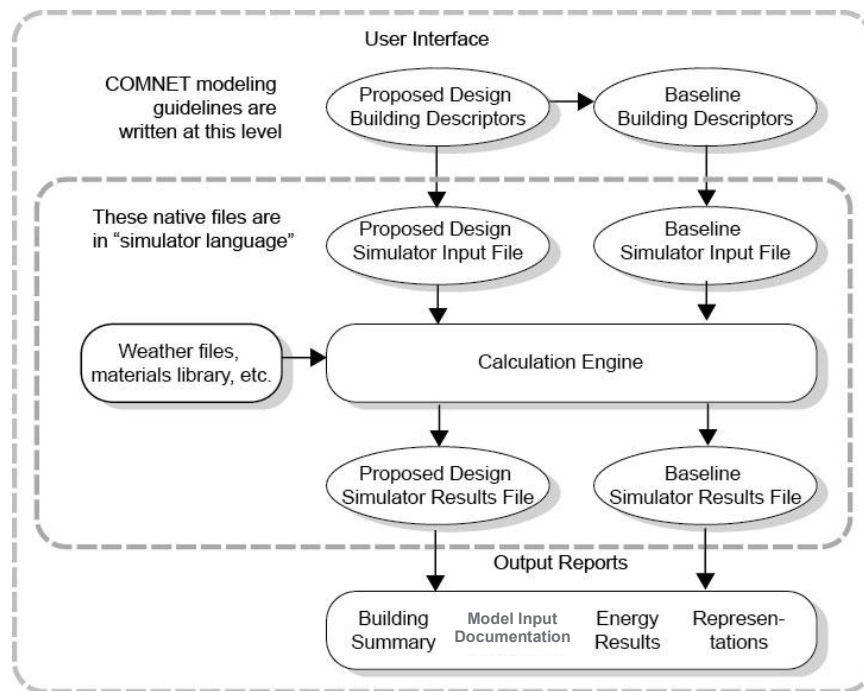 User Interface
COMNET modeling
guidelines are
written at this level
Proposed Design
Building Descriptors
Baseline
Building Descriptors
These native files are
in “simulator language”
Proposed Design
Simulator Input File
Baseline
Simulator Input File
Weather files,
materials library, etc.
Calculation Engine
Proposed Design
Simulator Results File
Baseline
Simulator Results File
Output Reports
Building
Summary
Model Input
Documentation
Energy
Results
Represen-
tations